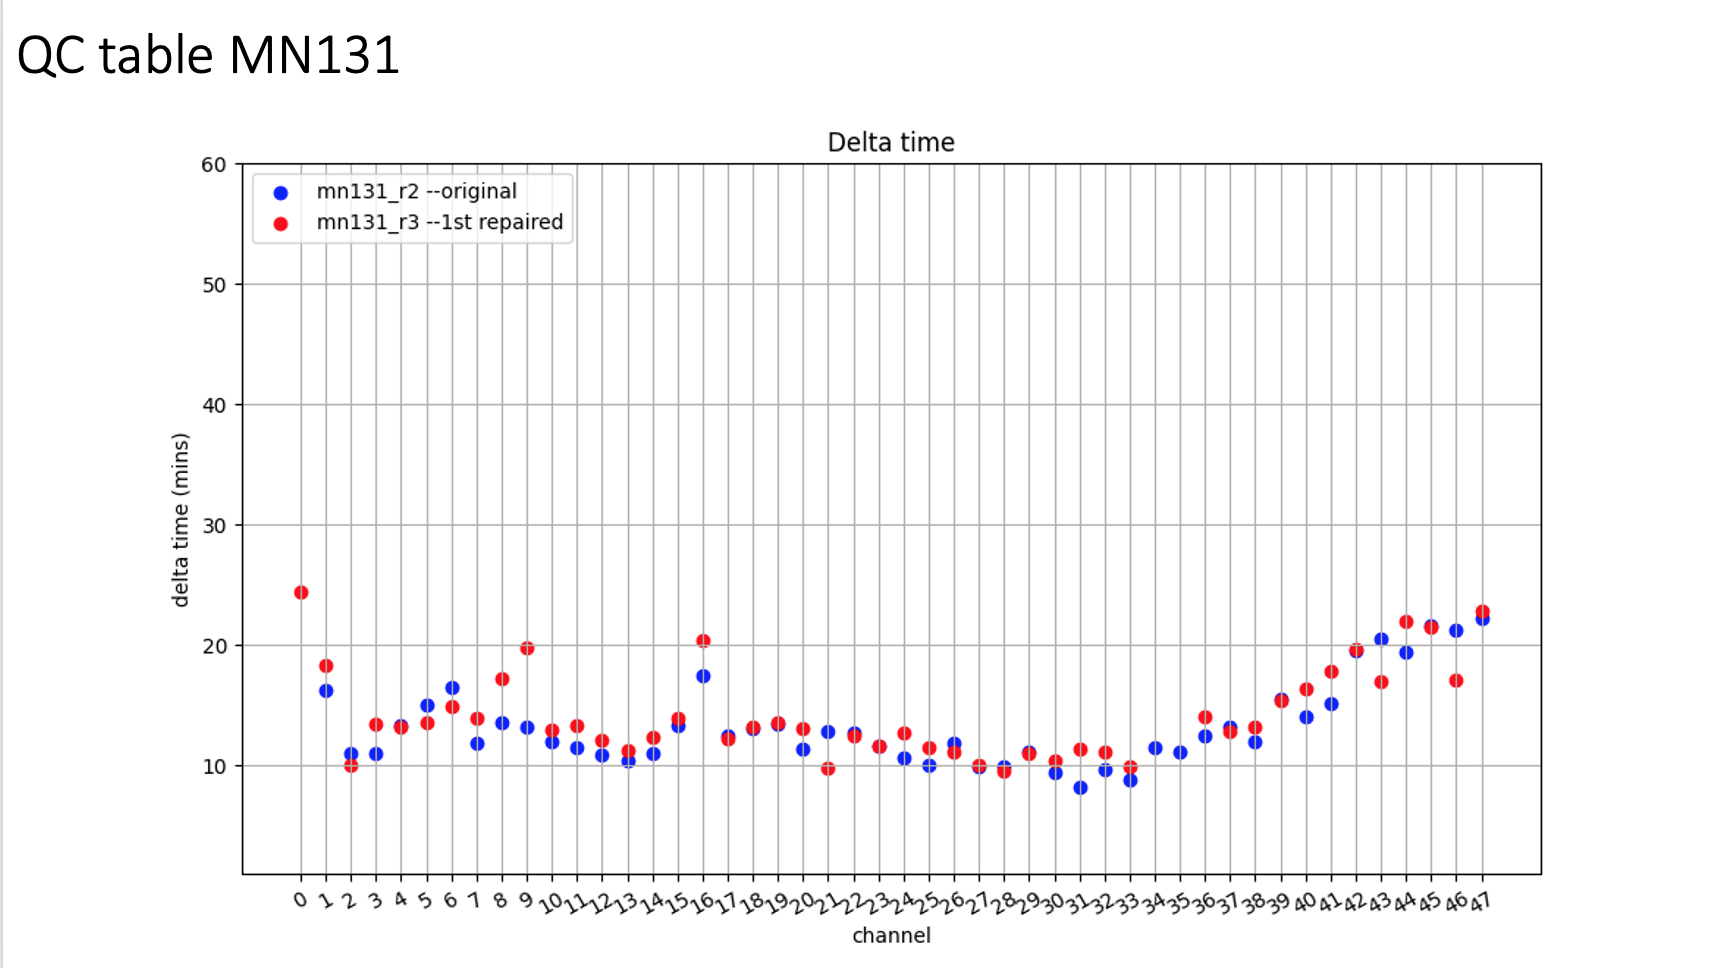 QC table MN131
Delta time
mn131_r2 --original
mn131_r3 --1st repaired
60
50
40
30
20
10
delta time (mins)
0 1 2 3 4 5 6 7 8 9 10 11 12 13 14 15 16 17 18 19 20 21 22 23 24 25 26 27 28 29 30 31 32 33 34 35 36 37 38 39 40 41 42 43 44 45 46 47
channel